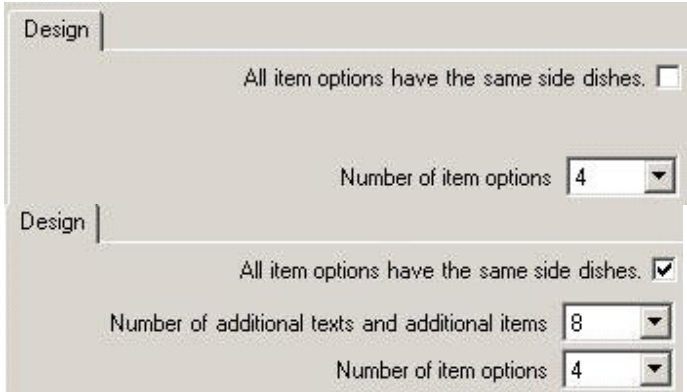 Design
All item options have the same side dishes.
Number of item options 4
Design
All item options have the same side dishes.
Number of additional texts and additional items 8
Number of item options 4